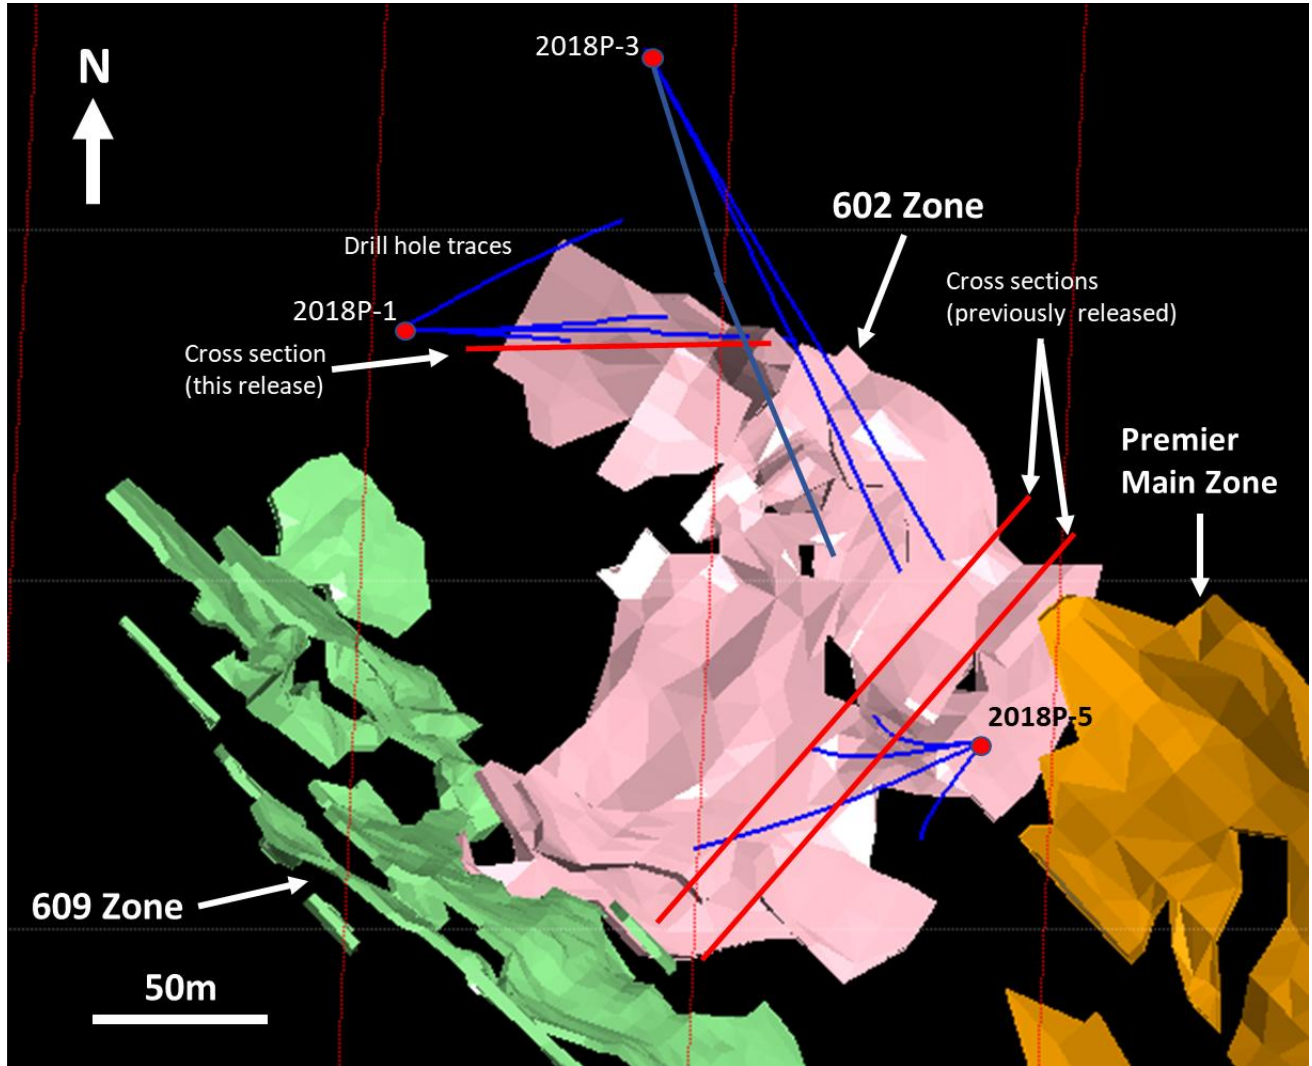 2018P-3
N
602 Zone
Drill hole traces
Cross sections
(previously released)
2018P-1
Cross section
(this release)
Premier
Main Zone
2018P-5
609 Zone
50m